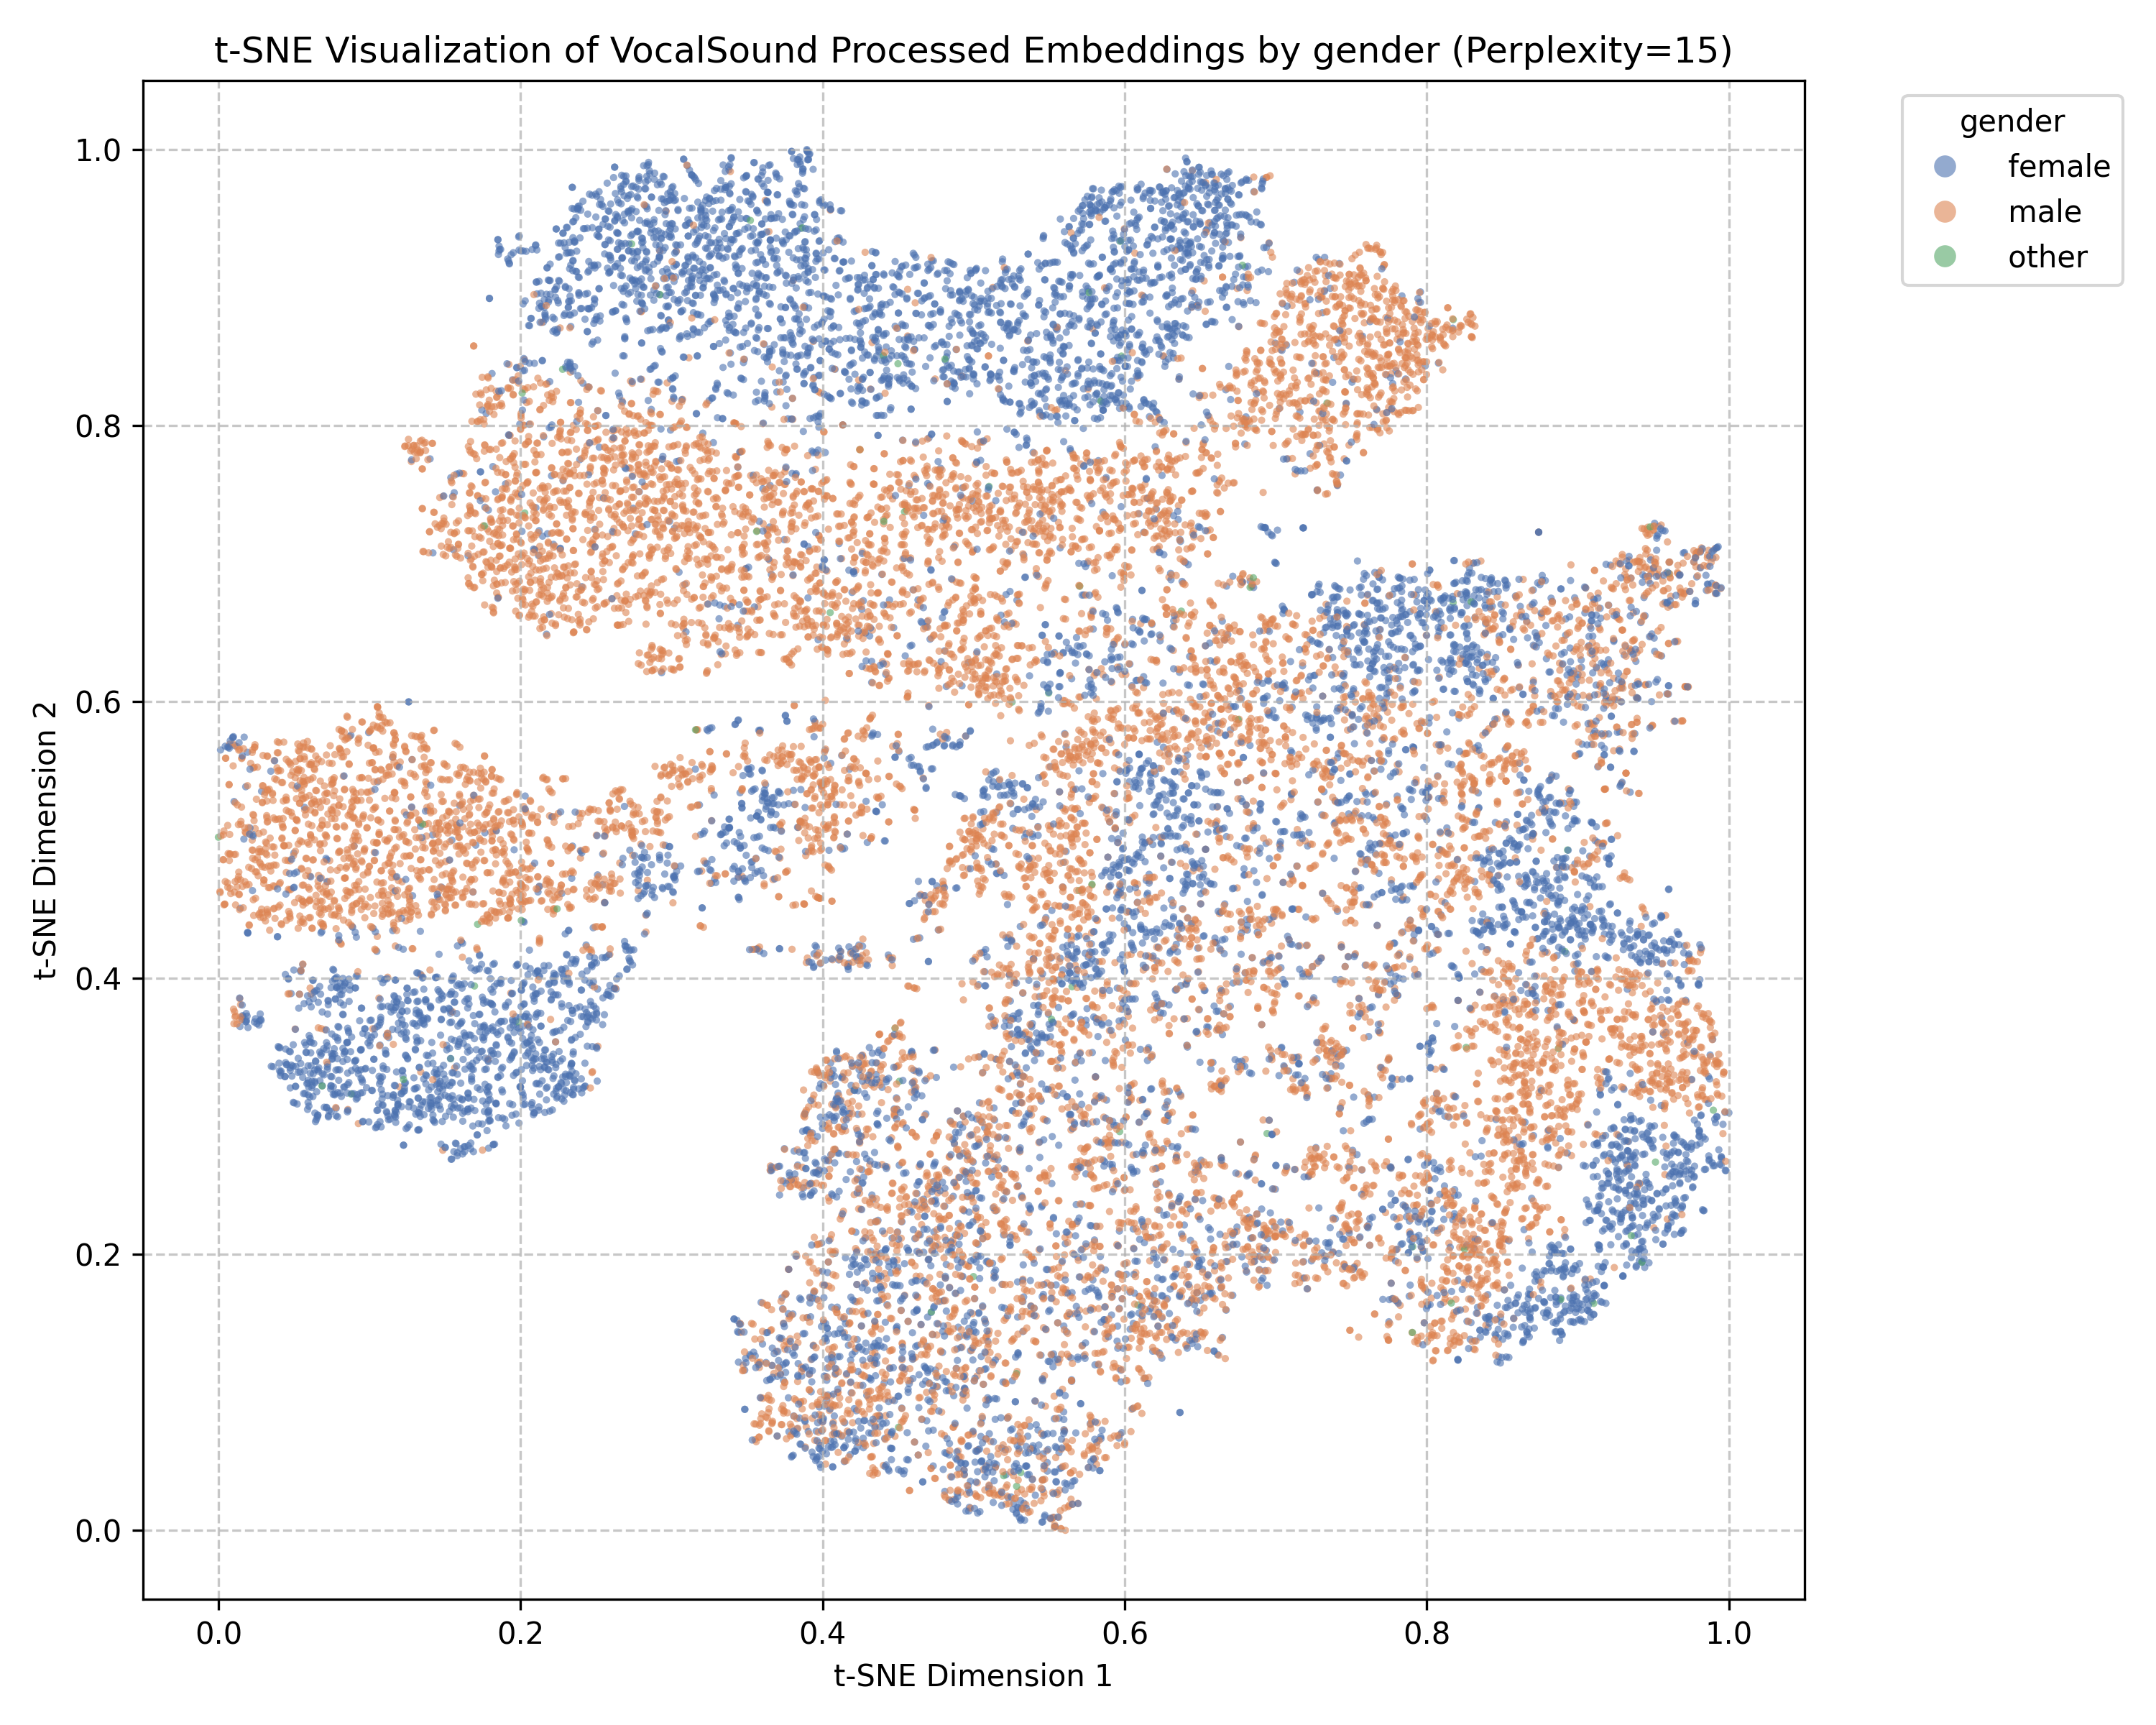 t-SNE Visualization of VocalSound Processed Embeddings by gender (Perplexity=15)
gender
female
male
other
t-SNE Dimension 2
1.0
0.8
0.6
0.4
0.2
0.0
0.0 0.2 0.4 0.6 0.8 1.0
t-SNE Dimension 1